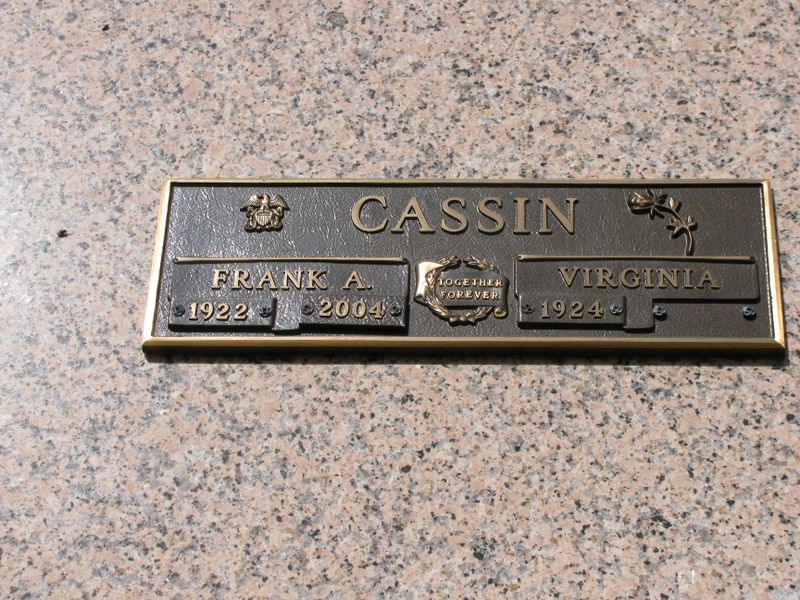 CASSIN
FRANK A.
1922 2004
TOGETHER
FOREVER
VIRGINIA
1924